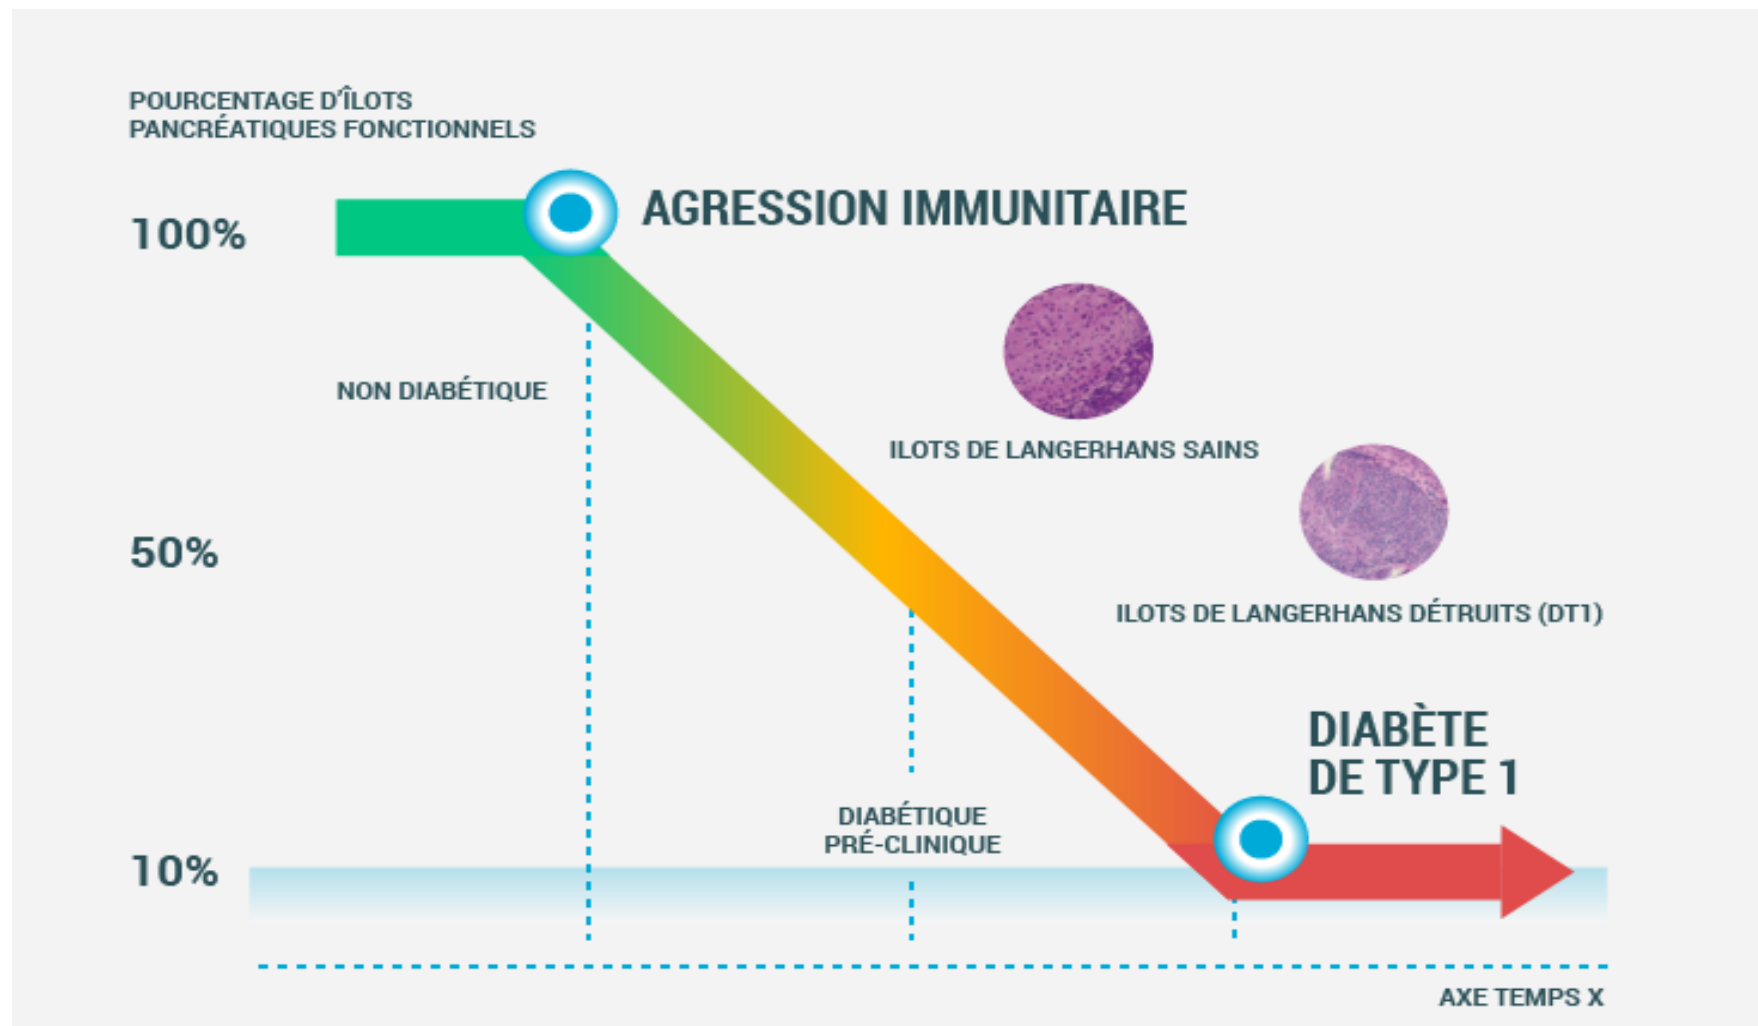 POURCENTAGE D'ÎLOTS
PANCRÉATIQUES FONCTIONNELS
100%
AGRESSION IMMUNITAIRE
NON DIABÉTIQUE
ILOTS DE LANGERHANS SAINS
50%
ILOTS DE LANGERHANS DÉTRUITS (DT1)
DIABÈTE
DE TYPE 1
DIABÉTIQUE
PRÉ-CLINIQUE
10%
AXE TEMPS X